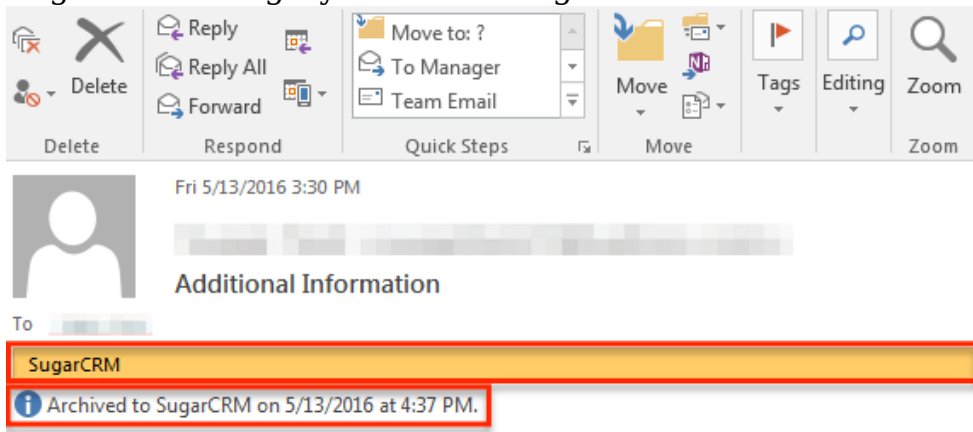 Reply
Reply All
Forward
Delete
Move to: ?
To Manager
Team Email
Move
Tags
Editing
Zoom
Delete
Respond
Quick Steps
Move
Zoom
Fri 5/13/2016 3:30 PM
Additional Information
To
SugarCRM
Archived to SugarCRM on 5/13/2016 at 4:37 PM.